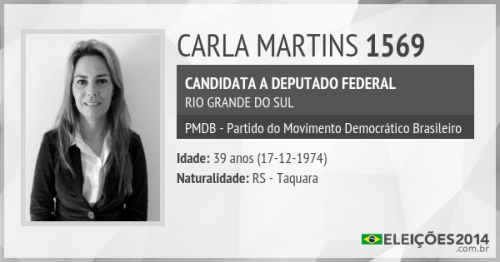 CARLA MARTINS 1569
CANDIDATA A DEPUTADO FEDERAL
RIO GRANDE DO SUL
PMDB - Partido do Movimento Democrático Brasileiro
Idade: 39 anos (17-12-1974)
Naturalidade: RS - Taquara
ELEIÇÕES2014
.com.br